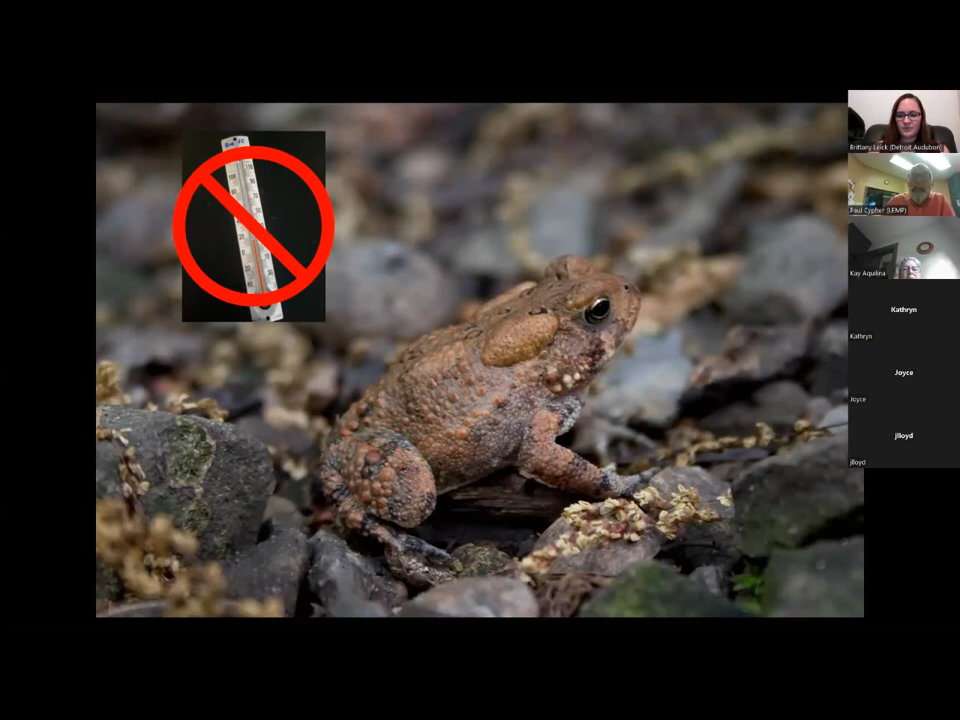 Brittany Leick (Detroit Audubon)
Paul Cypher (LEMP)
Kay Aquilina
Kathryn
Kathryn
Joyce
Joyce
jlloyd
jlloyd